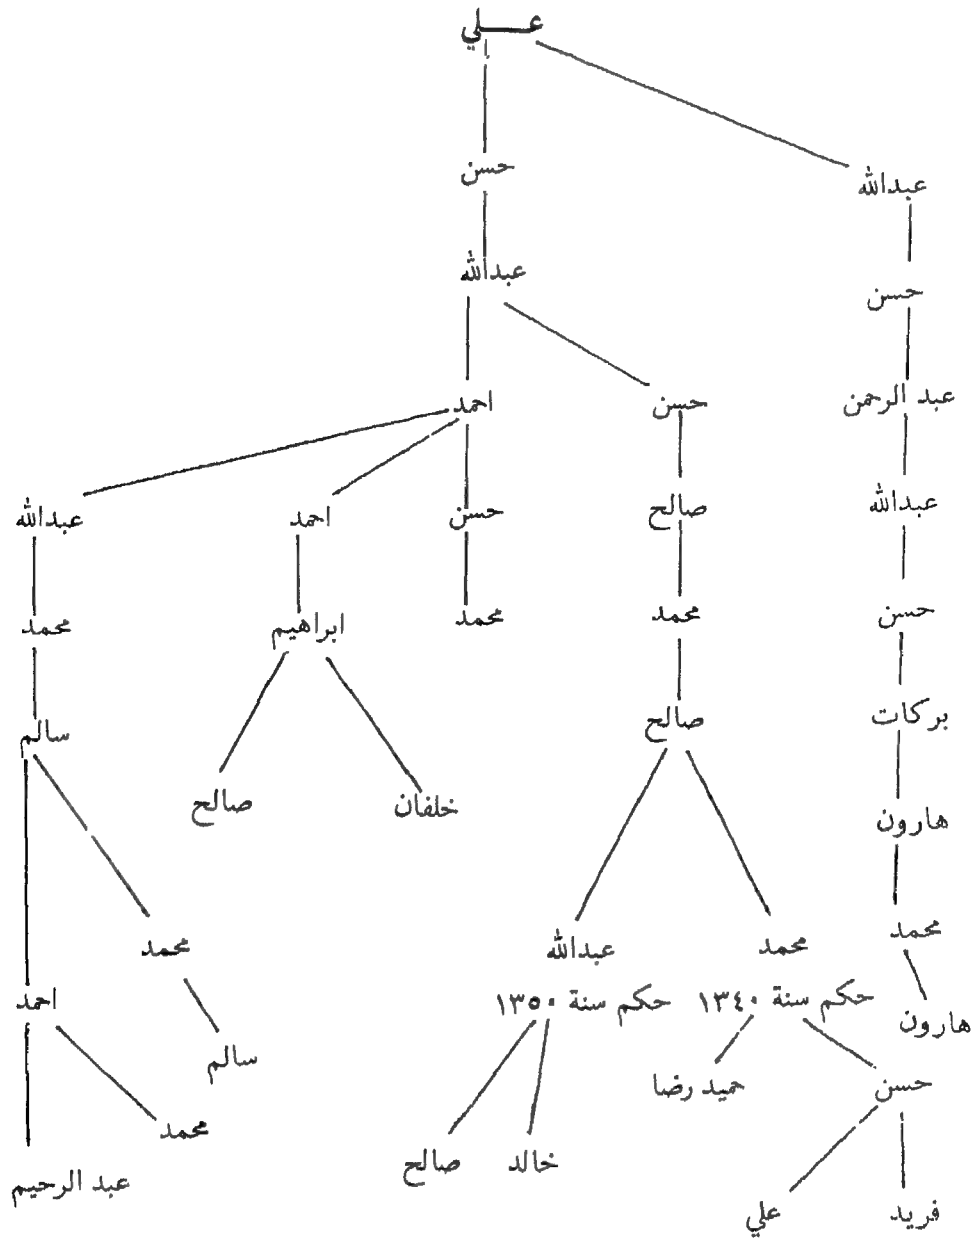 علي
عبدالله
حسن
عبدالله
حسن
احمد
حسن
عبد الرحمن
عبدالله
احمد
حسن
صالح
عبدالله
محمد
ابراهيم
محمد
محمد
حسن
سالم
صالح
بركات
صالح
خلفان
هارون
محمد
عبدالله
محمد
محمد
احمد
حكم سنة ١٣٥٠
حكم سنة ١٣٤٠
هارون
سالم
حميد رضا
حسن
محمد
صالح
خالد
عبد الرحيم
علي
فريد